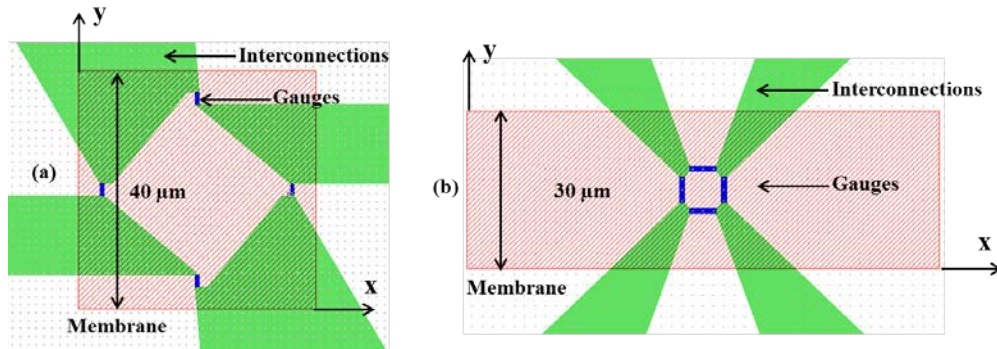 y
Interconnections
Gauges
(a)
40 µm
x
Membrane
y
Interconnections
(b)
30 µm
Gauges
x
Membrane